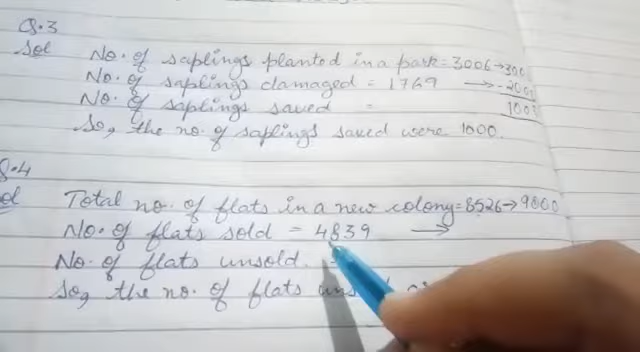 Q.3
Sol No. of saplings planted in a park = 3006 → 300
No. of saplings damaged = 1769 → - 2000
No. of saplings saved = 100
So, the no. of saplings saved were 1000.
Q.4
Total no. of flats in a new colony = 8526 → 9000
No. of flats sold = 4839 →
No. of flats unsold. =
So, the no. of flats